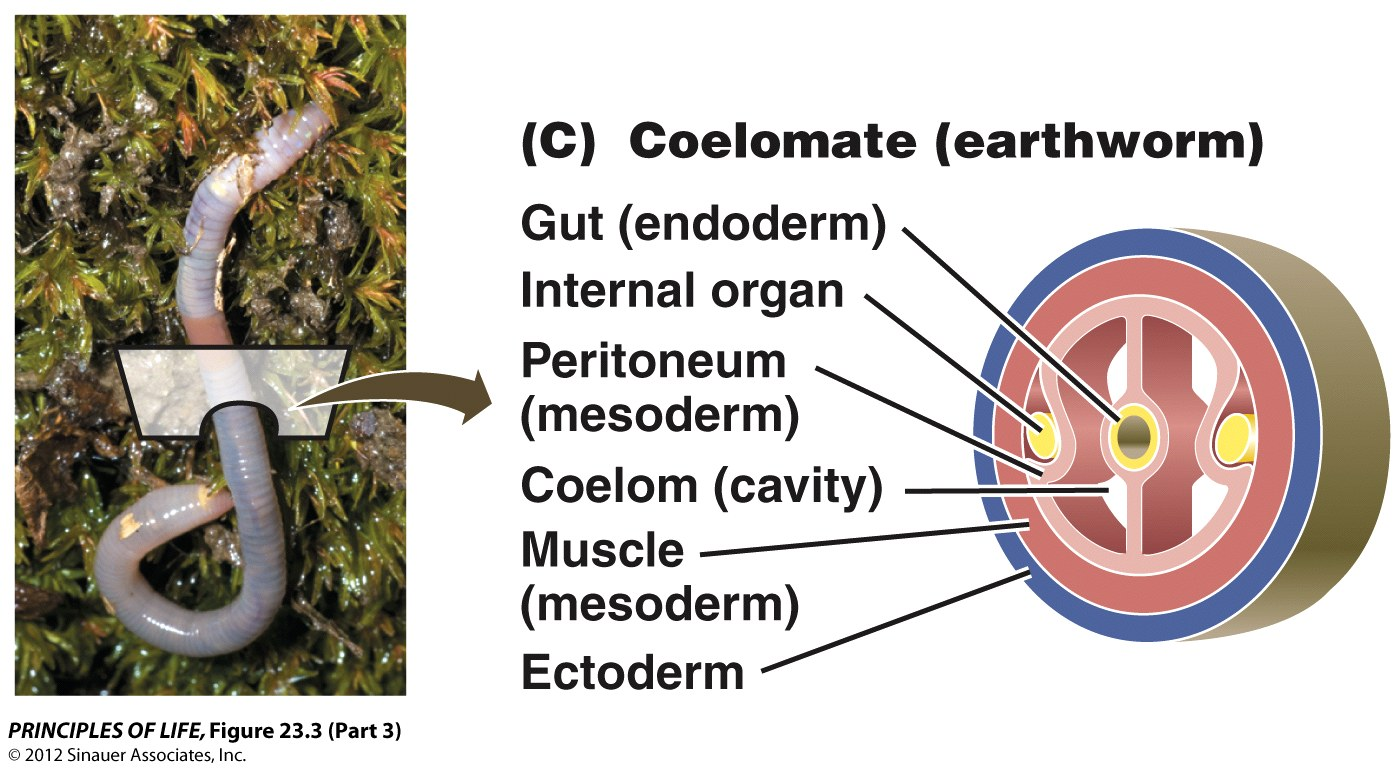 (C) Coelomate (earthworm)
Gut (endoderm)
Internal organ
Peritoneum
(mesoderm)
Coelom (cavity)
Muscle
(mesoderm)
Ectoderm
PRINCIPLES OF LIFE, Figure 23.3 (Part 3)
© 2012 Sinauer Associates, Inc.